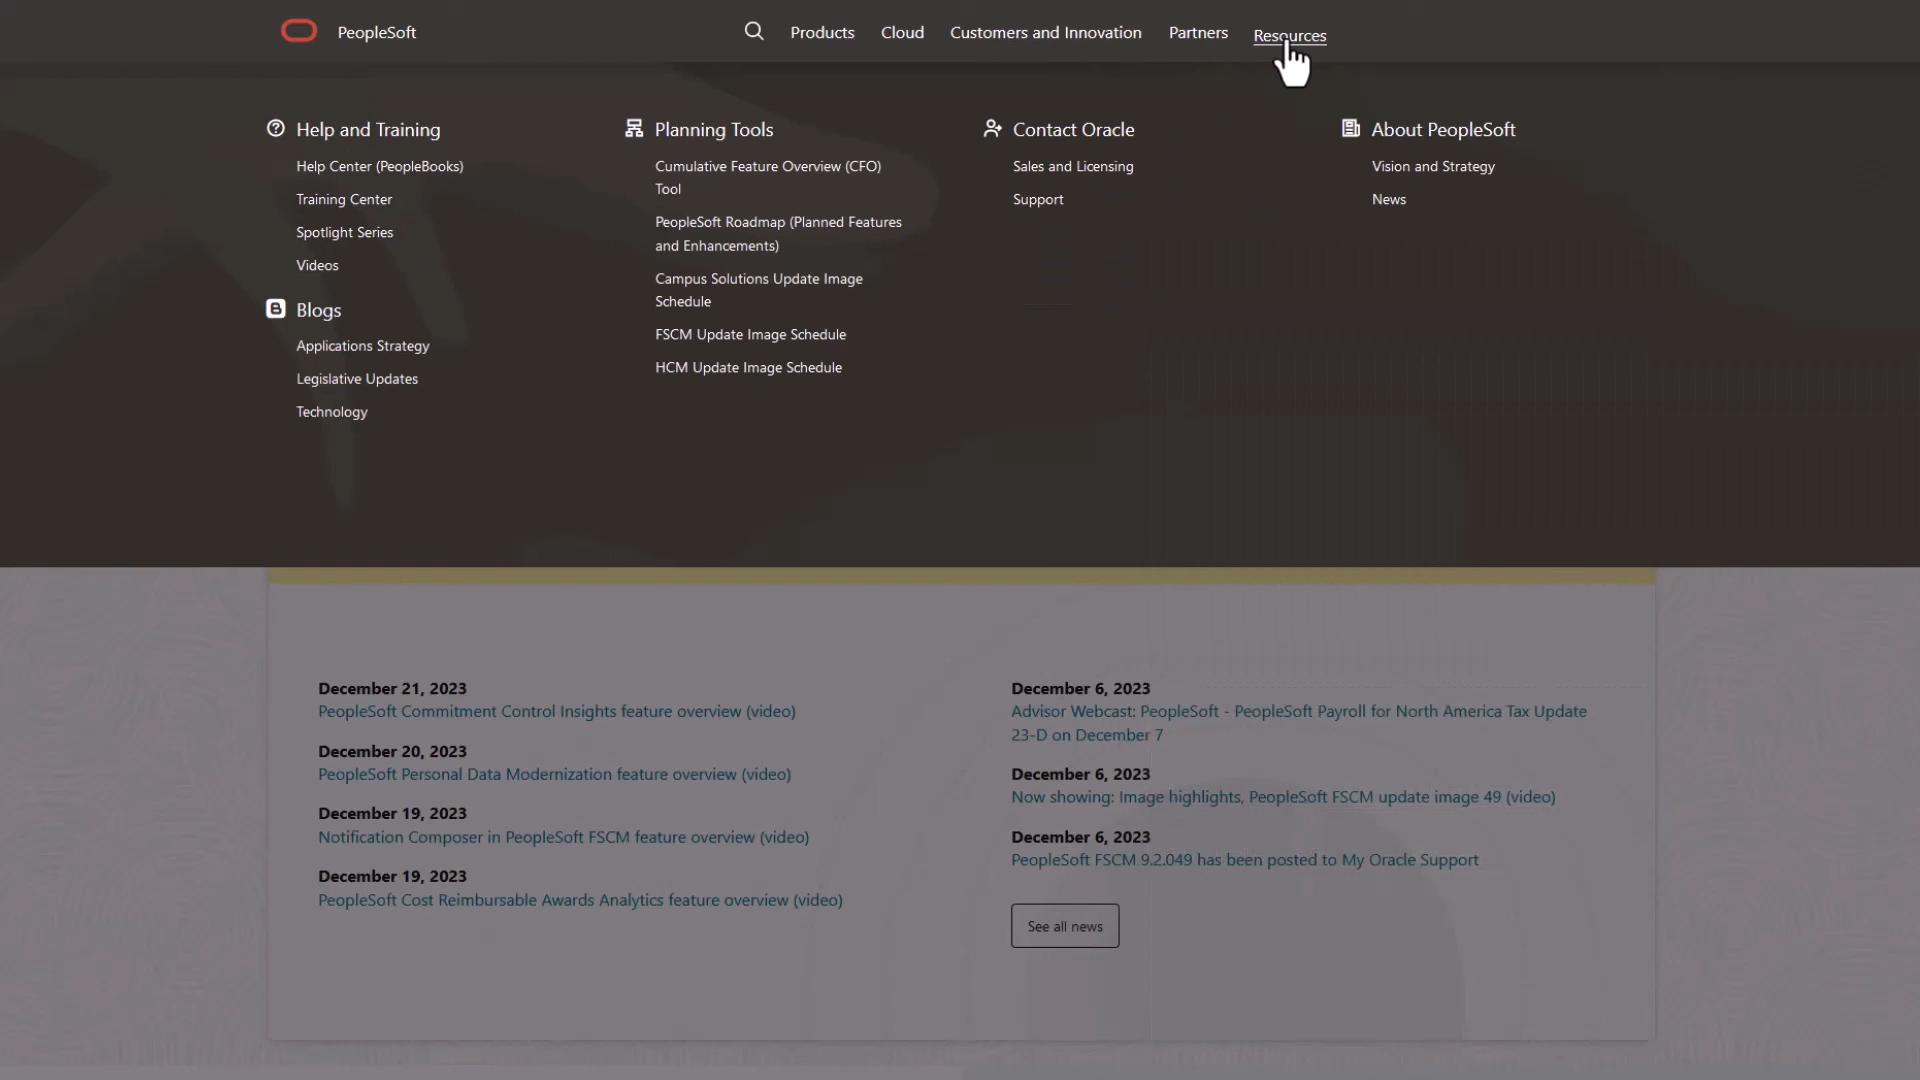 PeopleSoft
Products
Cloud
Customers and Innovation
Partners
Resources
Help and Training
Help Center (PeopleBooks)
Training Center
Spotlight Series
Videos
Blogs
Applications Strategy
Legislative Updates
Technology
Planning Tools
Cumulative Feature Overview (CFO)
Tool
PeopleSoft Roadmap (Planned Features
and Enhancements)
Campus Solutions Update Image
Schedule
FSCM Update Image Schedule
HCM Update Image Schedule
Contact Oracle
Sales and Licensing
Support
About PeopleSoft
Vision and Strategy
News
December 21, 2023
PeopleSoft Commitment Control Insights feature overview (video)
December 20, 2023
PeopleSoft Personal Data Modernization feature overview (video)
December 19, 2023
Notification Composer in PeopleSoft FSCM feature overview (video)
December 19, 2023
PeopleSoft Cost Reimbursable Awards Analytics feature overview (video)
December 6, 2023
Advisor Webcast: PeopleSoft - PeopleSoft Payroll for North America Tax Update
23-D on December 7
December 6, 2023
Now showing: Image highlights, PeopleSoft FSCM update image 49 (video)
December 6, 2023
PeopleSoft FSCM 9.2.049 has been posted to My Oracle Support
See all news